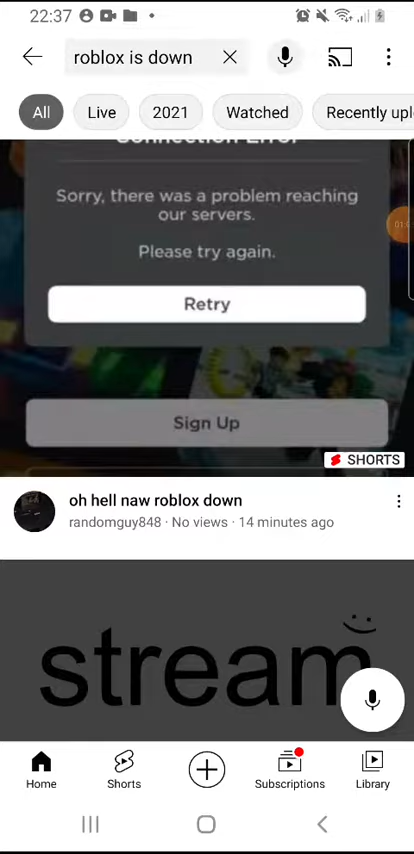 22:37
roblox is down
All
Live
2021
Watched
Recently upl
Connection Error
Sorry, there was a problem reaching
our servers.
Please try again.
Retry
Sign Up
SHORTS
oh hell naw roblox down
randomguy848 · No views · 14 minutes ago
stream
Home
Shorts
Subscriptions
Library